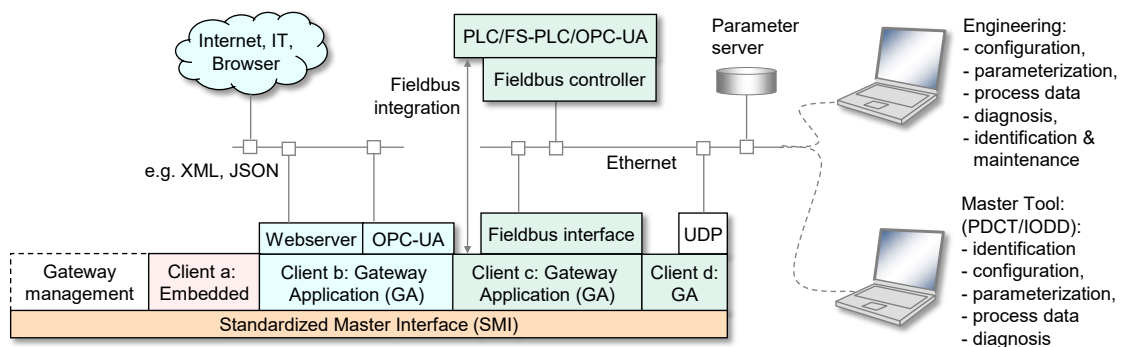 Internet, IT,
Browser
PLC/FS-PLC/OPC-UA
Fieldbus controller
Fieldbus
integration
Parameter
server
Engineering:
- configuration,
- parameterization,
- process data
- diagnosis,
- identification &
maintenance
e.g. XML, JSON
Ethernet
Webserver
OPC-UA
Fieldbus interface
UDP
Gateway
management
Client a:
Embedded
Client b: Gateway
Application (GA)
Client c: Gateway
Application (GA)
Client d:
GA
Standardized Master Interface (SMI)
Master Tool:
(PDCT/IODD):
- identification
- configuration,
- parameterization,
- process data
- diagnosis